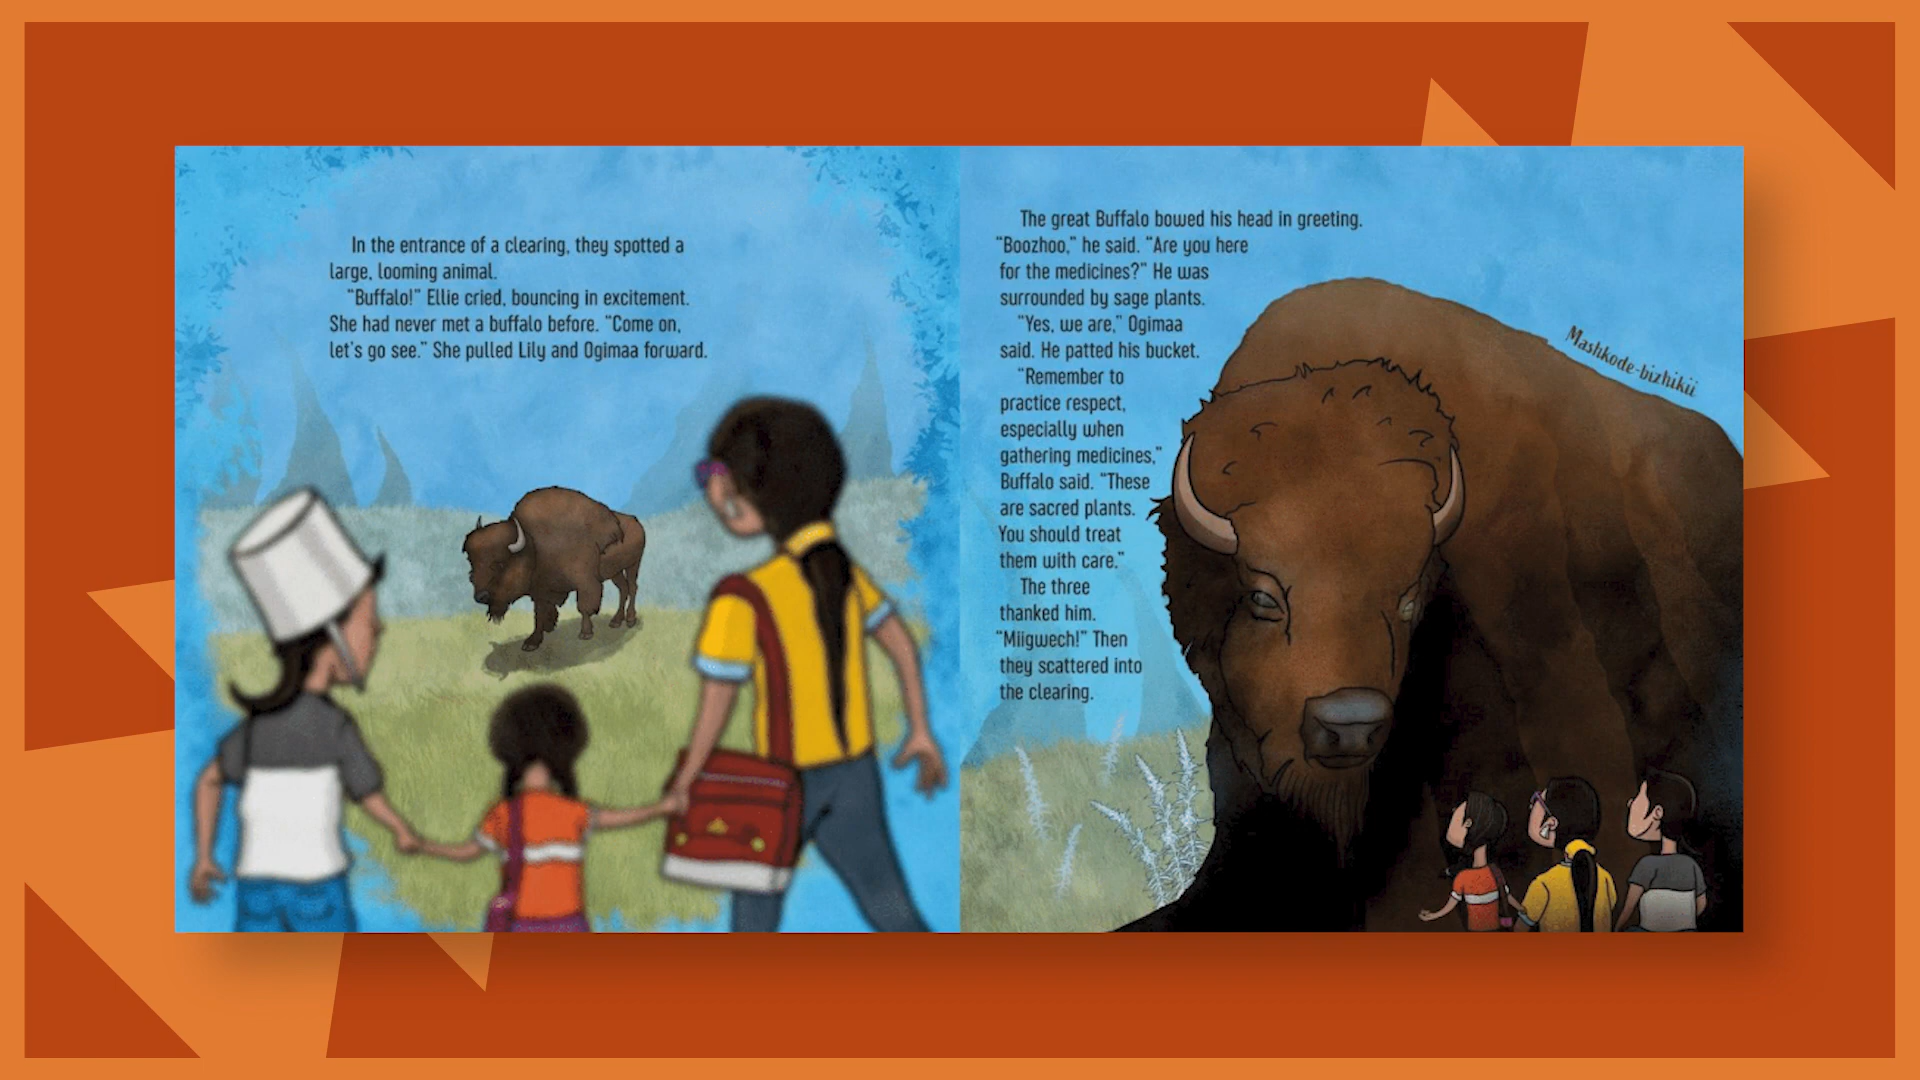 In the entrance of a clearing, they spotted a
large, looming animal.
“Buffalo!” Ellie cried, bouncing in excitement.
She had never met a buffalo before. “Come on,
let’s go see.” She pulled Lily and Ogimaa forward.
The great Buffalo bowed his head in greeting.
“Boozhoo,” he said. “Are you here
for the medicines?” He was
surrounded by sage plants.
“Yes, we are,” Ogimaa
said. He patted his bucket.
“Remember to
practice respect,
especially when
gathering medicines,”
Buffalo said. “These
are sacred plants.
You should treat
them with care.”
The three
thanked him.
“Miigwech!” Then
they scattered into
the clearing.
Mashkode-bizhikii